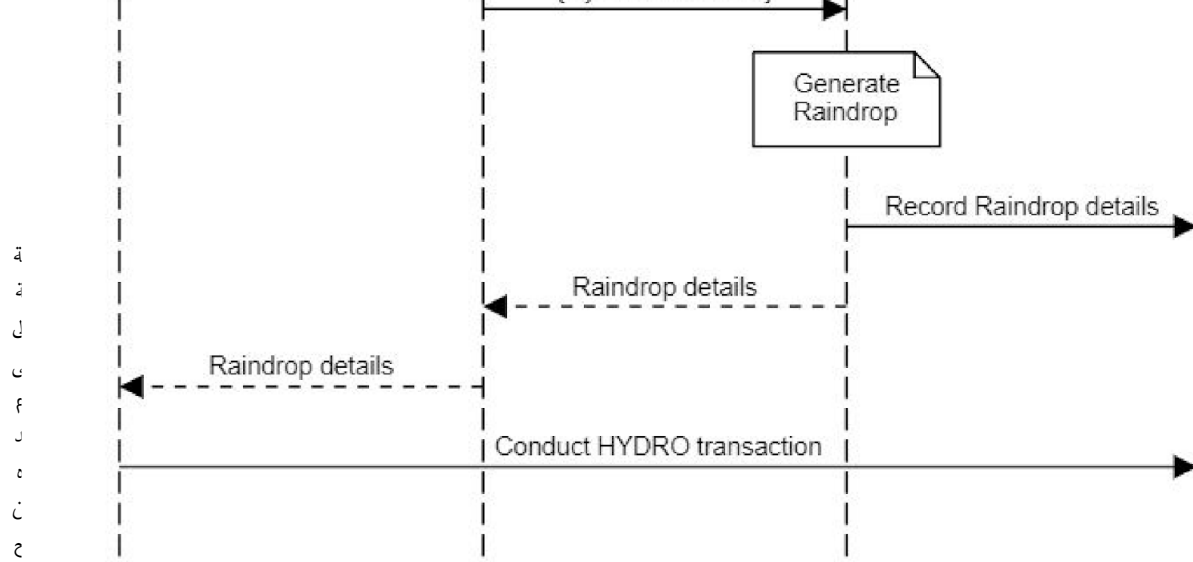 Generate
Raindrop
Record Raindrop details
Raindrop details
Raindrop details
Conduct HYDRO transaction